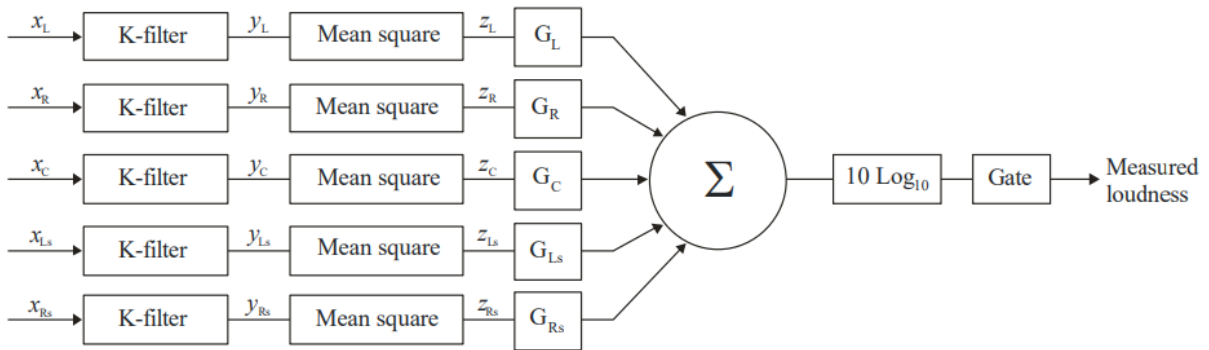 x_L K-filter y_L Mean square z_L G_L
x_R K-filter y_R Mean square z_R G_R
x_C K-filter y_C Mean square z_C G_C
Σ 10 Log_10 Gate Measured
loudness
x_Ls K-filter y_Ls Mean square z_Ls G_Ls
x_Rs K-filter y_Rs Mean square z_Rs G_Rs